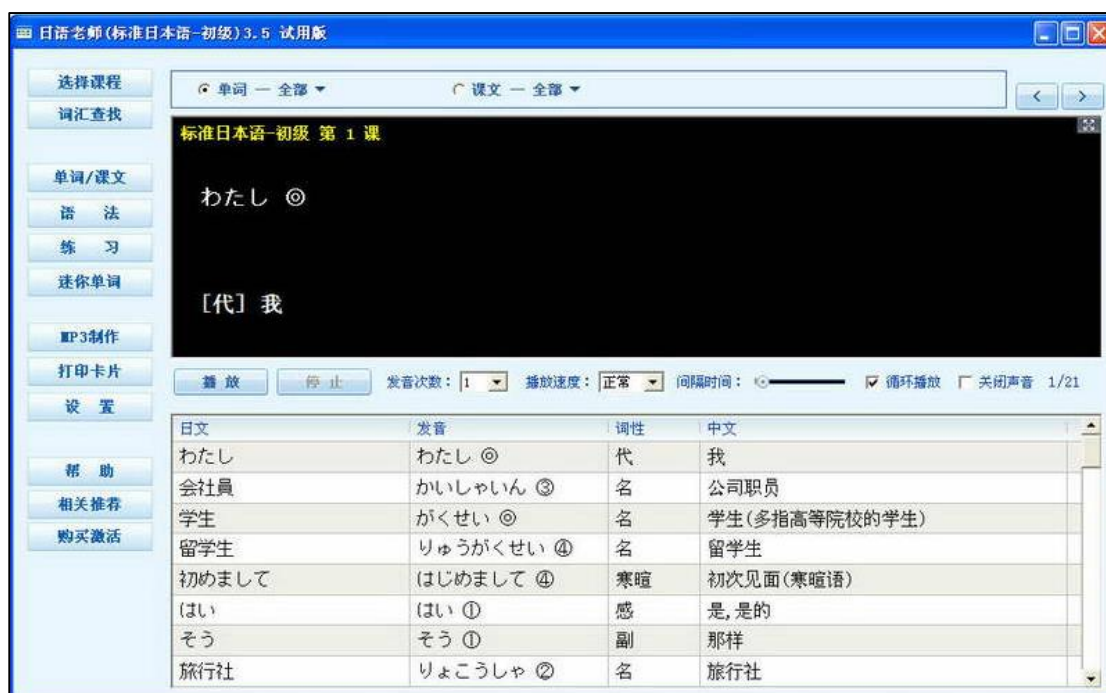 日语老师(标准日本语-初级)3.5 试用版
选择课程
词汇查找
单词/课文
语 法
练 习
迷你单词
MP3制作
打印卡片
设 置
帮 助
相关推荐
购买激活
单词 — 全部
课文 — 全部
< >
标准日本语-初级 第 1 课
わたし ◎
[代] 我
播 放 停 止 发音次数： 1 播放速度： 正常 间隔时间： 循环播放 关闭声音 1/21
日文 发音 词性 中文
わたし わたし ◎ 代 我
会社員 かいしゃいん ③ 名 公司职员
学生 がくせい ◎ 名 学生(多指高等院校的学生)
留学生 りゅうがくせい ④ 名 留学生
初めまして はじめまして ④ 寒暄 初次见面(寒暄语)
はい はい ① 感 是,是的
そう そう ① 副 那样
旅行社 りょこうしゃ ② 名 旅行社